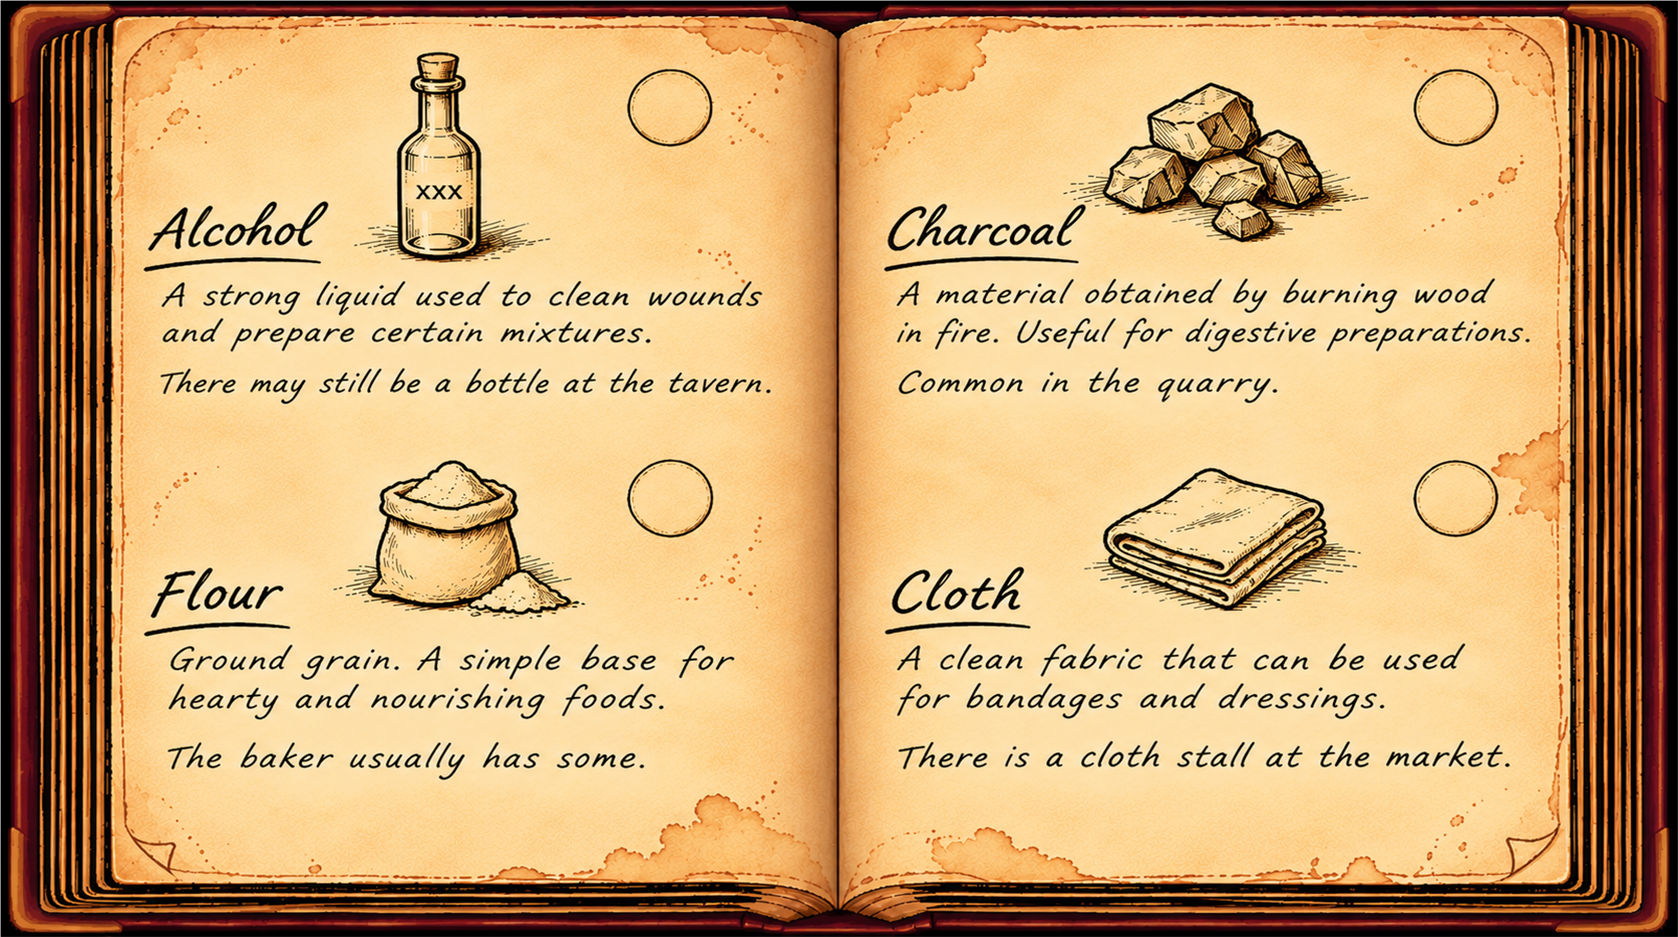 XXX
Alcohol
A strong liquid used to clean wounds
and prepare certain mixtures.
There may still be a bottle at the tavern.
Flour
Ground grain. A simple base for
hearty and nourishing foods.
The baker usually has some.
Charcoal
A material obtained by burning wood
in fire. Useful for digestive preparations.
Common in the quarry.
Cloth
A clean fabric that can be used
for bandages and dressings.
There is a cloth stall at the market.